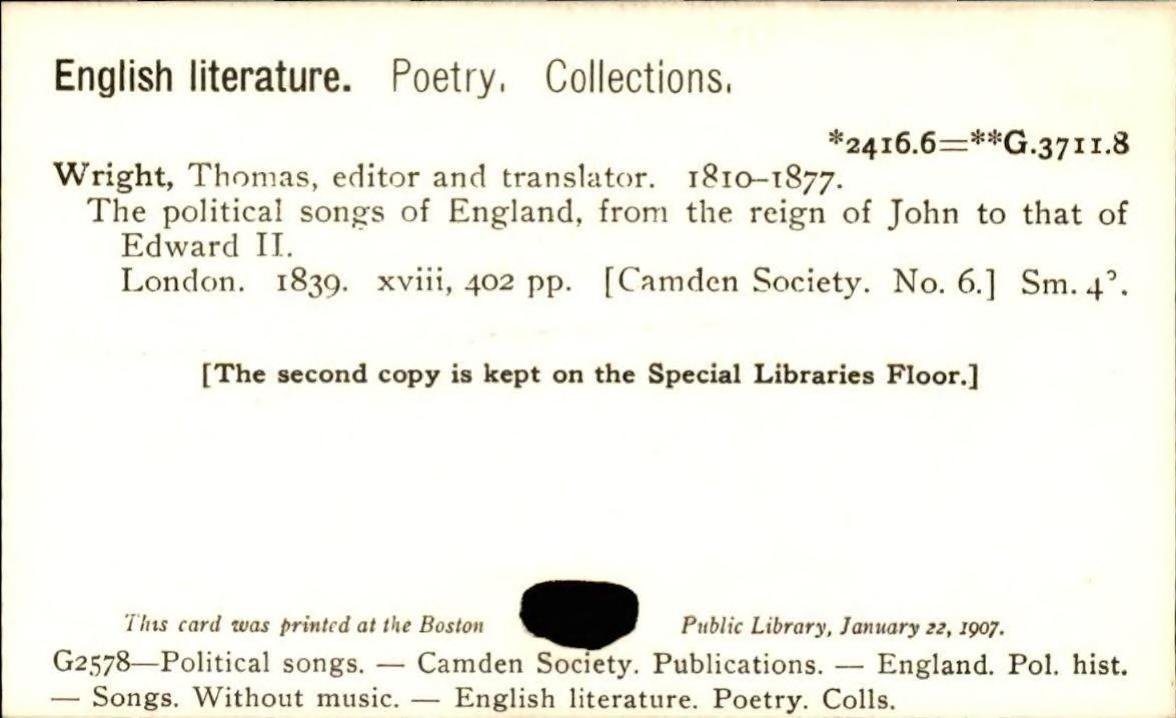 English literature. Poetry. Collections.
*2416.6=**G.3711.8
Wright, Thomas, editor and translator. 1810–1877.
The political songs of England, from the reign of John to that of
Edward II.
London. 1839. xviii, 402 pp. [Camden Society. No. 6.] Sm. 4°.
[The second copy is kept on the Special Libraries Floor.]
This card was printed at the Boston Public Library, January 22, 1907.
G2578—Political songs. — Camden Society. Publications. — England. Pol. hist.
— Songs. Without music. — English literature. Poetry. Colls.